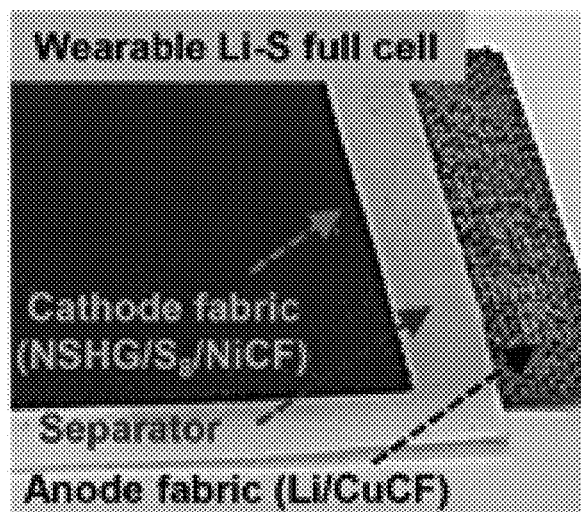 Wearable Li-S full cell
Cathode fabric
(NSHG/S₈/NiCF)
Separator
Anode fabric (Li/CuCF)